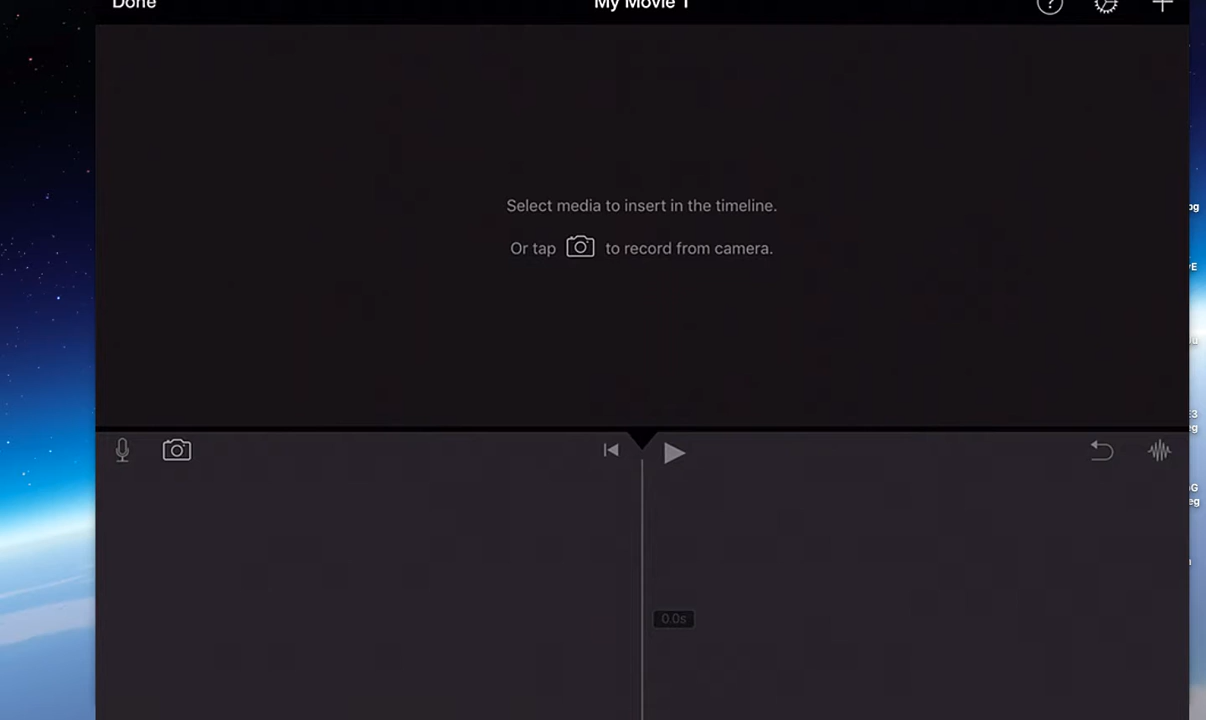 Done
My Movie 1
?
Select media to insert in the timeline.
Or tap to record from camera.
0.0s